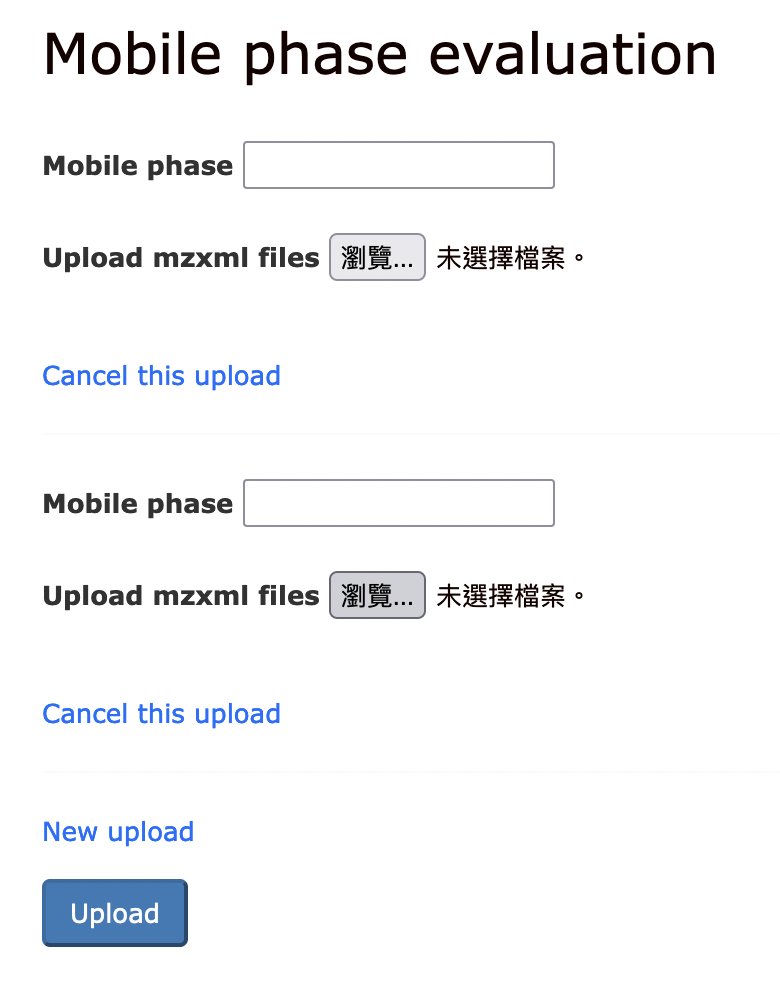 Mobile phase evaluation
Mobile phase
Upload mzxml files 瀏覽... 未選擇檔案。
Cancel this upload
Mobile phase
Upload mzxml files 瀏覽... 未選擇檔案。
Cancel this upload
New upload
Upload